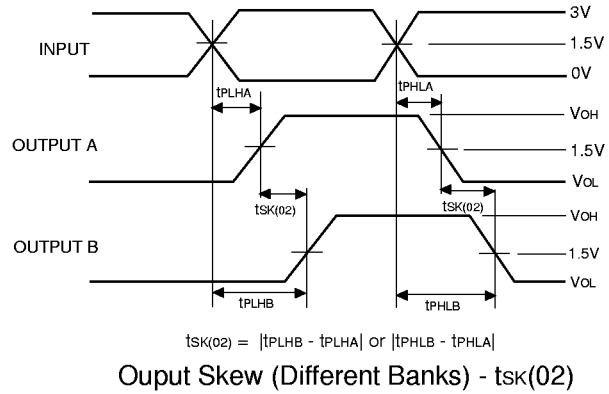 3V
INPUT
1.5V
0V
tPLHA
tPHLA
VOH
OUTPUT A
1.5V
VOL
tSK(02)
tSK(02)
VOH
OUTPUT B
1.5V
VOL
tPLHB
tPHLB
tSK(02) = |tPLHB - tPLHA| or |tPHLB - tPHLA|
Ouput Skew (Different Banks) - tSK(02)